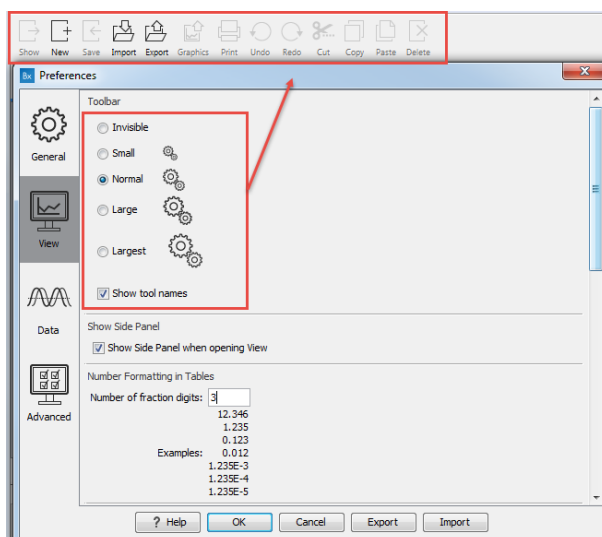 Show New Save Import Export Graphics Print Undo Redo Cut Copy Paste Delete
Bx Preferences
General
View
Data
Advanced
Toolbar
Invisible
Small
Normal
Large
Largest
Show tool names
Show Side Panel
Show Side Panel when opening View
Number Formatting in Tables
Number of fraction digits: 3
12.346
1.235
0.123
Examples: 0.012
1.235E-3
1.235E-4
1.235E-5
? Help OK Cancel Export Import